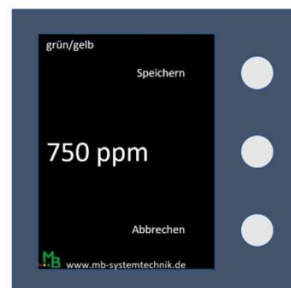 grün/gelb
Speichern
750 ppm
Abbrechen
MB www.mb-systemtechnik.de